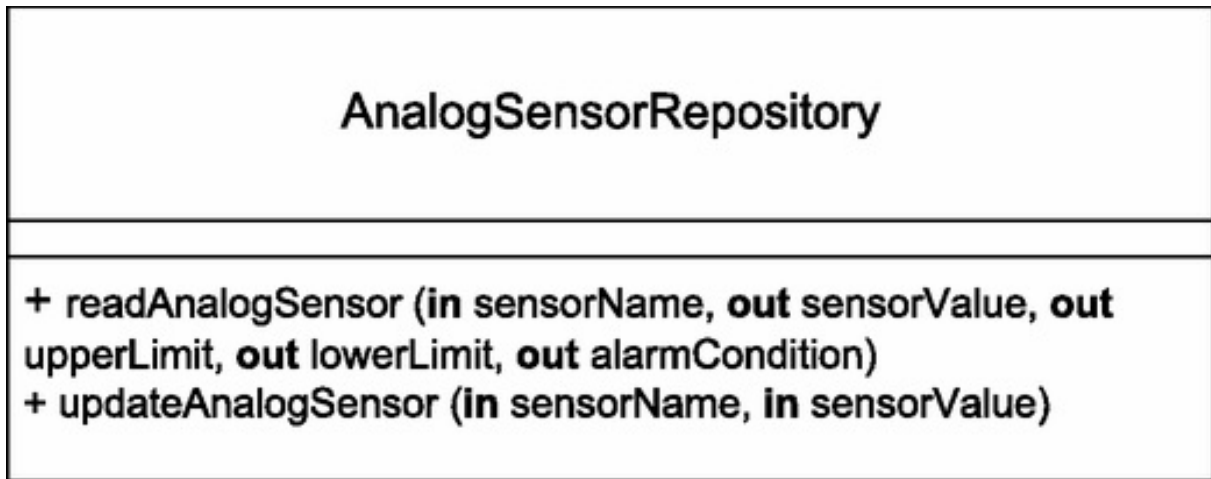 AnalogSensorRepository
+ readAnalogSensor (in sensorName, out sensorValue, out
upperLimit, out lowerLimit, out alarmCondition)
+ updateAnalogSensor (in sensorName, in sensorValue)